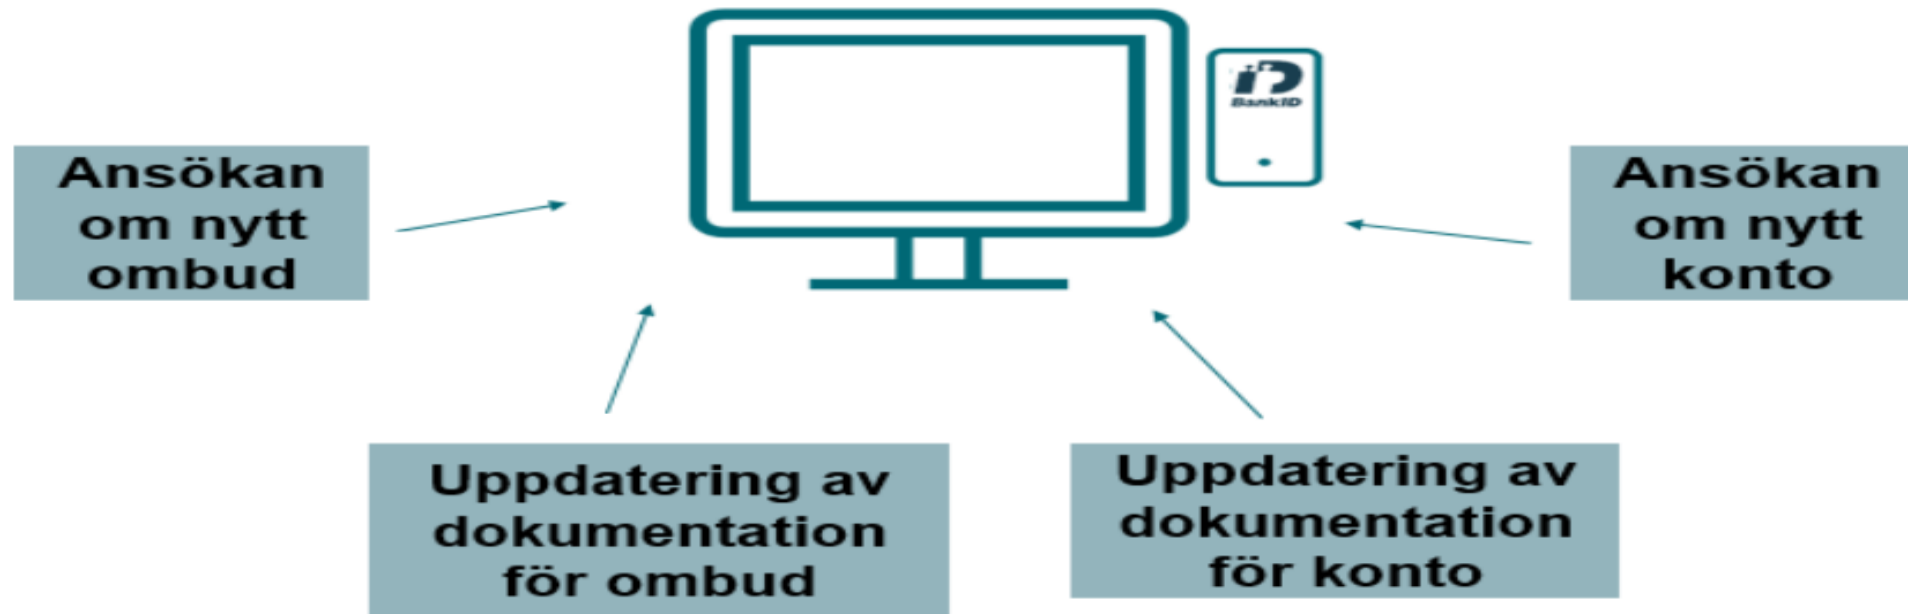 BankID
Ansökan
om nytt
ombud
Ansökan
om nytt
konto
Uppdatering av
dokumentation
för ombud
Uppdatering av
dokumentation
för konto